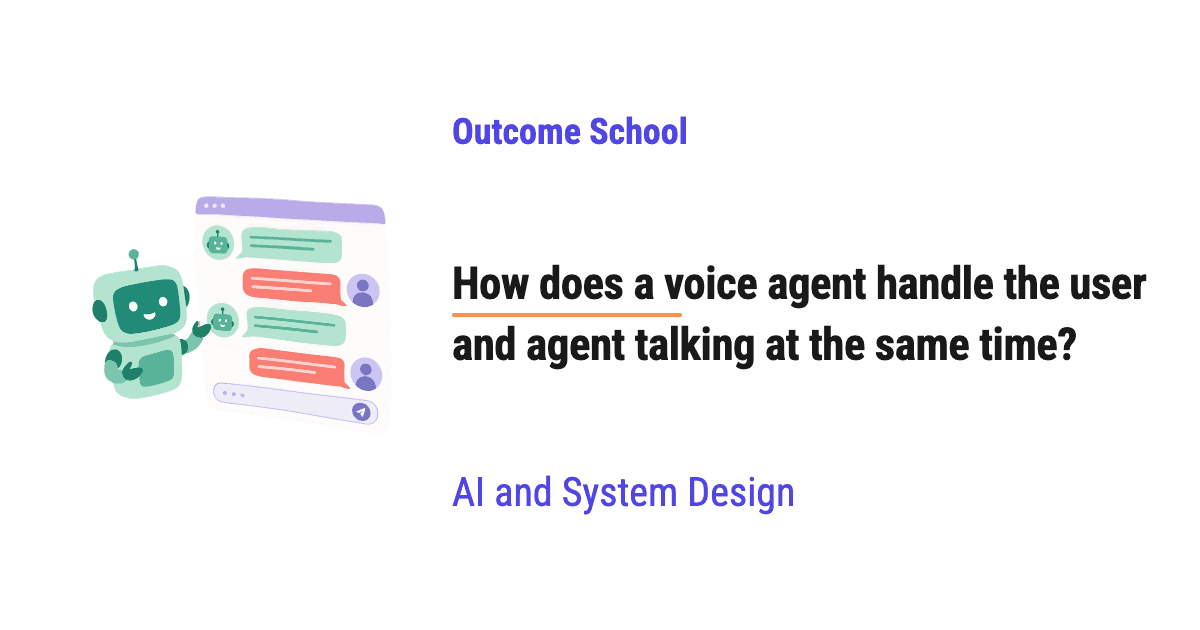 Outcome School
How does a voice agent handle the user
and agent talking at the same time?
AI and System Design